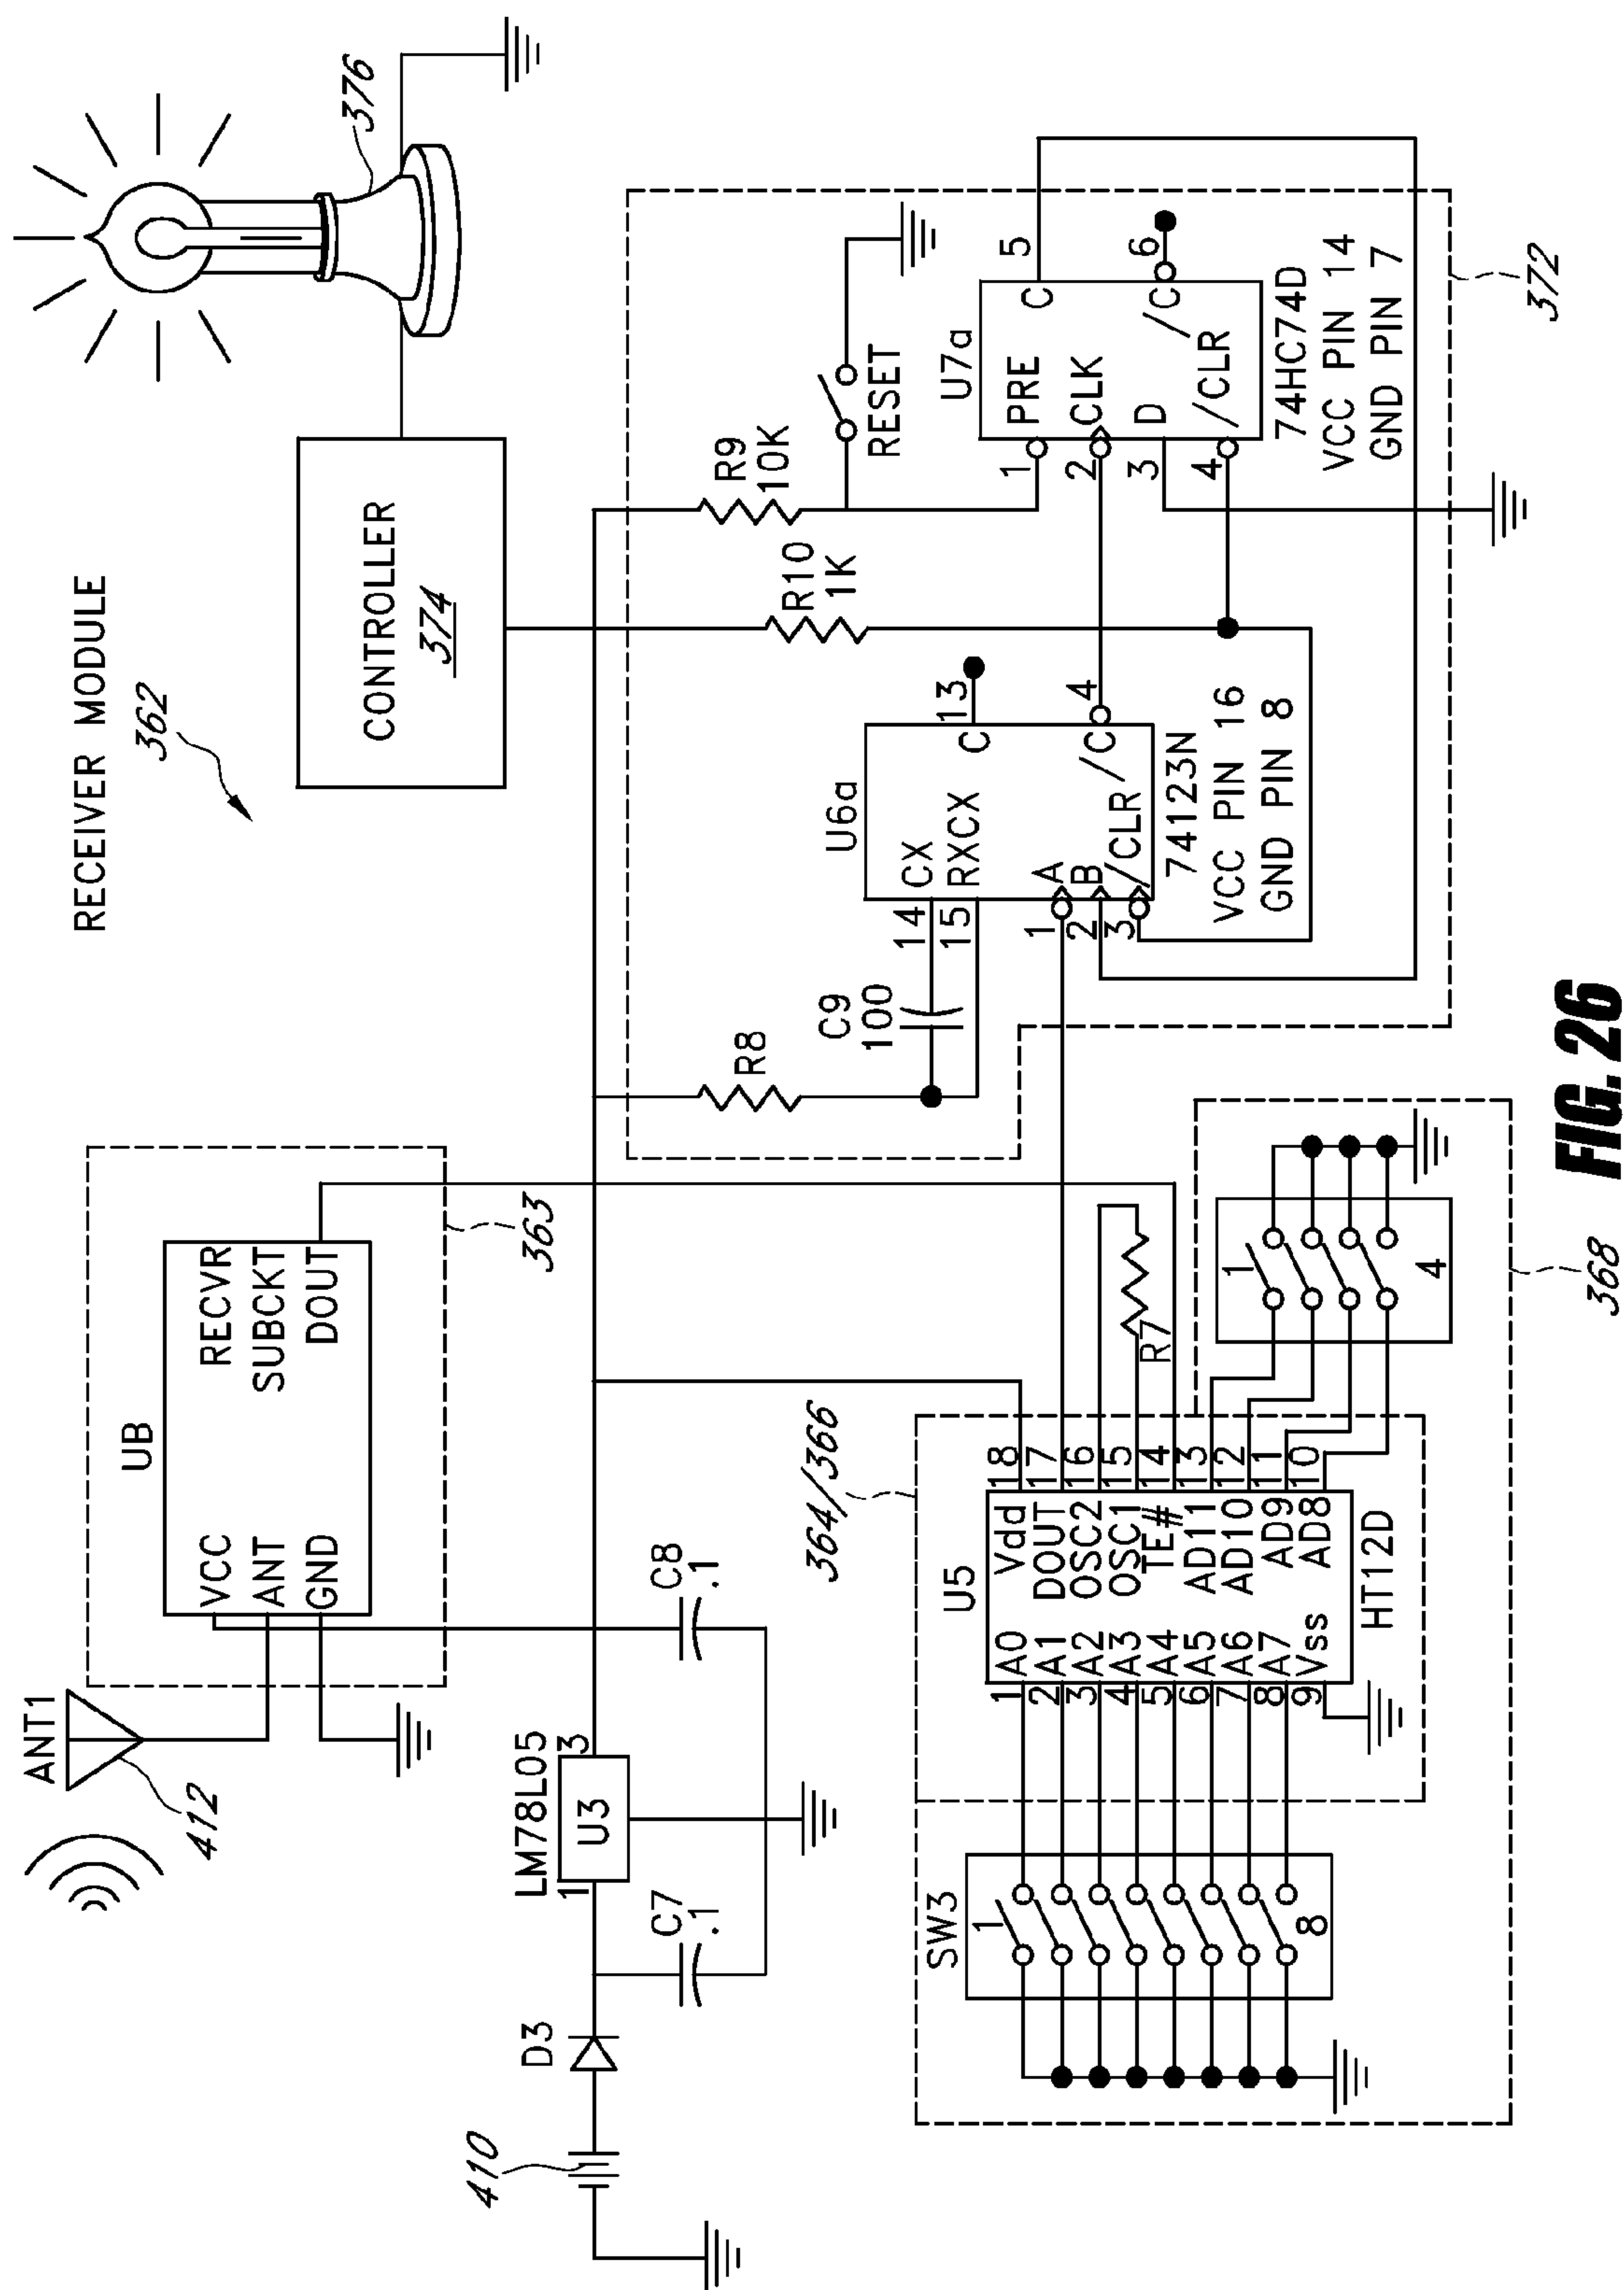 RECEIVER MODULE
362
ANT1
412
UB
VCC
ANT
GND
RECVR
SUBCKT
DOUT
363
CONTROLLER
374
376
410
D3
C7
.1
LM78L05
1
U3
3
C8
.1
R8
R10
1K
R9
10K
RESET
C9
100
14
15
1
2
3
U6a
CX
RXCX
A
B
/CLR
C
/C
13
4
74123N
VCC PIN 16
GND PIN 8
U7a
1
2
3
4
PRE
CLK
D
/CLR
C
/C
5
6
74HC74D
VCC PIN 14
GND PIN 7
372
364/366
SW3
1
8
U5
1 A0 Vdd 18
2 A1 DOUT 17
3 A2 OSC2 16
4 A3 OSC1 15
5 A4 TE# 14
6 A5 AD11 13
7 A6 AD10 12
8 A7 AD9 11
9 Vss AD8 10
HT12D
R7
1
4
368
FIG. 26